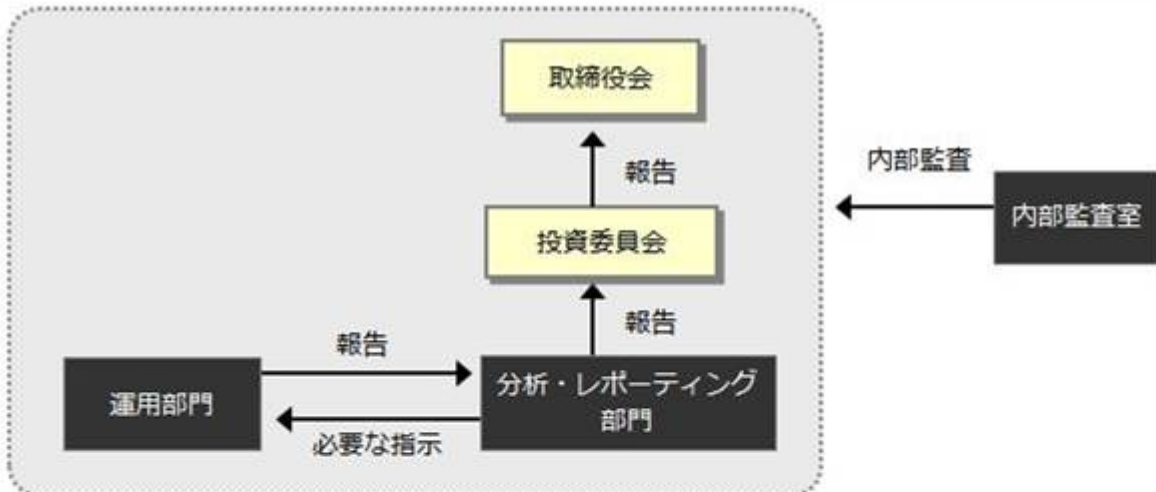 取締役会
報告
内部監査
内部監査室
投資委員会
報告
報告
運用部門
分析・レポーティング
部門
必要な指示